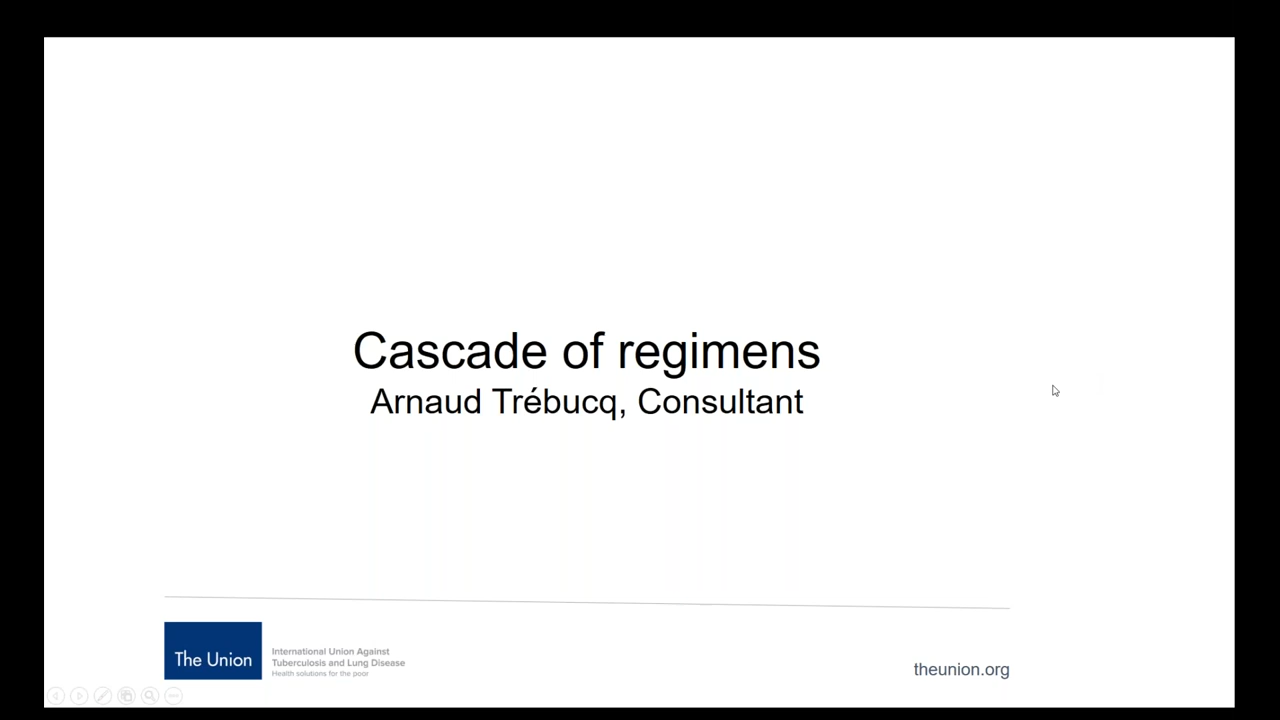 Cascade of regimens
Arnaud Trébucq, Consultant
The Union
International Union Against
Tuberculosis and Lung Disease
Health solutions for the poor
theunion.org